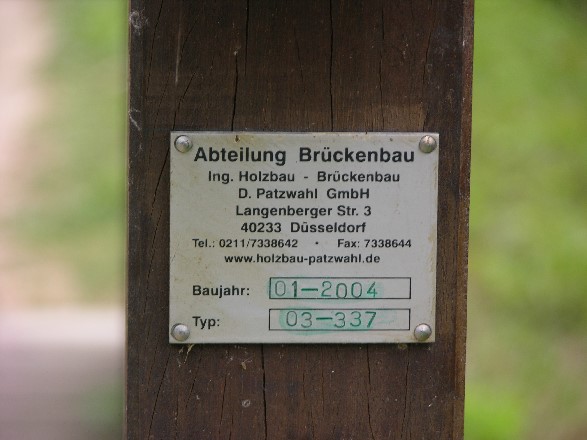 Abteilung Brückenbau
Ing. Holzbau - Brückenbau
D. Patzwahl GmbH
Langenberger Str. 3
40233 Düsseldorf
Tel.: 0211/7338642 • Fax: 7338644
www.holzbau-patzwahl.de
Baujahr: 01-2004
Typ: 03-337